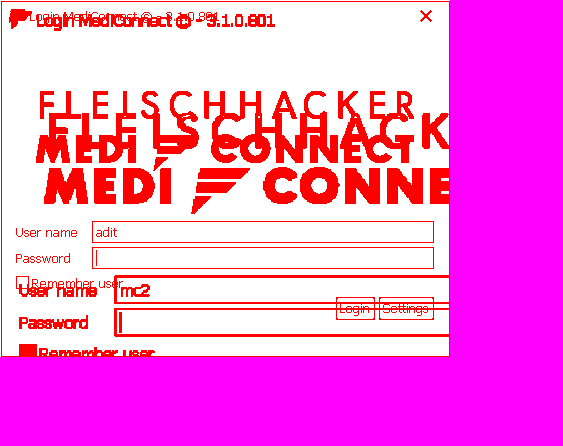 Login MediConnect © - 3.1.0.801
Login MediConnect © - 3.1.0.801
FLEISCHHACKER
FLEISCHHACK
MEDI CONNECT
MEDI CONNE
User name adit
Password
Remember user
User name mc2
Login Settings
Password
Remember user